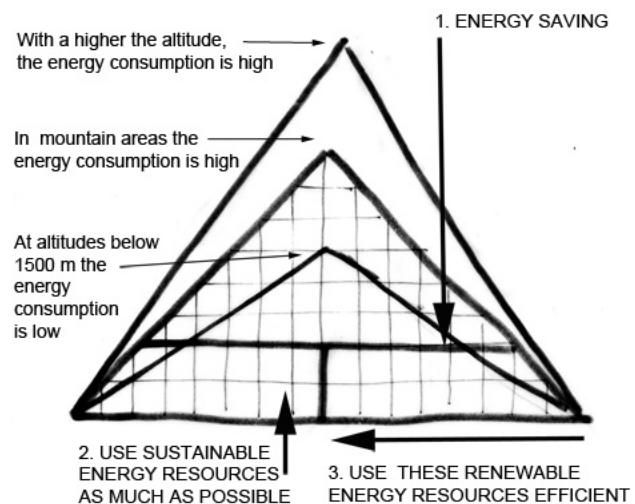 1. ENERGY SAVING
With a higher the altitude,
the energy consumption is high
In mountain areas the
energy consumption is high
At altitudes below
1500 m the
energy
consumption
is low
2. USE SUSTAINABLE
ENERGY RESOURCES
AS MUCH AS POSSIBLE
3. USE THESE RENEWABLE
ENERGY RESOURCES EFFICIENT